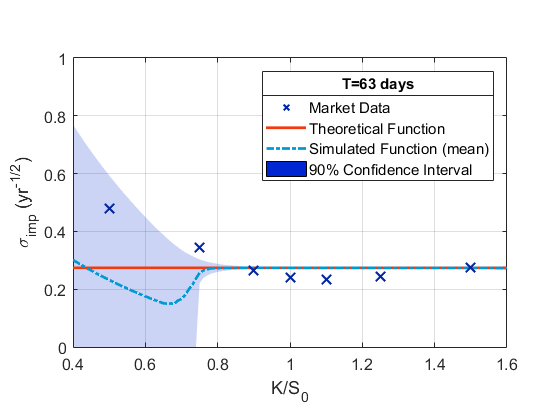 T=63 days
Market Data
Theoretical Function
Simulated Function (mean)
90% Confidence Interval
1
0.8
0.6
0.4
0.2
0
σ_imp (yr^-1/2)
0.4 0.6 0.8 1 1.2 1.4 1.6
K/S_0